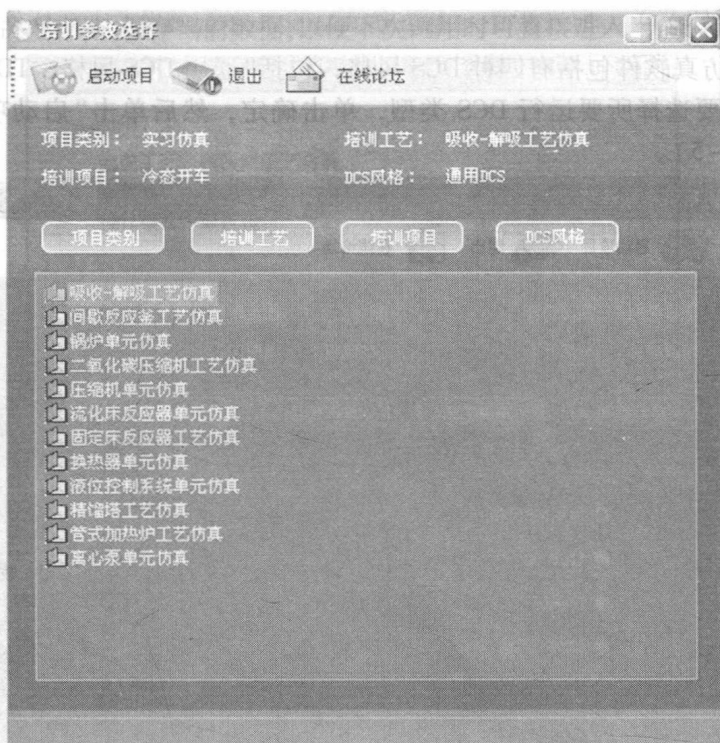 培训参数选择
启动项目 退出 在线论坛
项目类别： 实习仿真 培训工艺： 吸收-解吸工艺仿真
培训项目： 冷态开车 DCS风格： 通用DCS
项目类别 培训工艺 培训项目 DCS风格
吸收-解吸工艺仿真
间歇反应釜工艺仿真
锅炉单元仿真
二氧化碳压缩机工艺仿真
压缩机单元仿真
流化床反应器单元仿真
固定床反应器工艺仿真
换热器单元仿真
液位控制系统单元仿真
精馏塔工艺仿真
管式加热炉工艺仿真
离心泵单元仿真